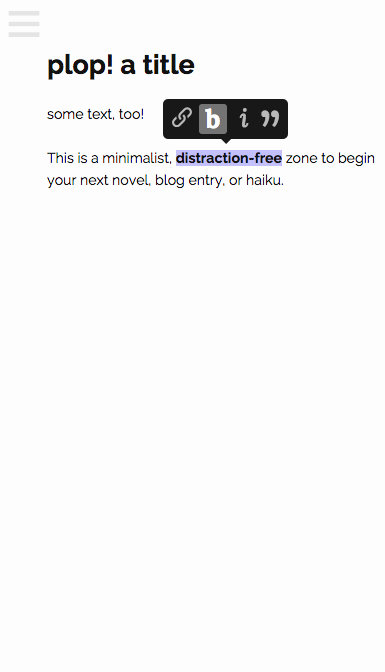 plop! a title
some text, too!
b i ”
This is a minimalist, distraction-free zone to begin
your next novel, blog entry, or haiku.